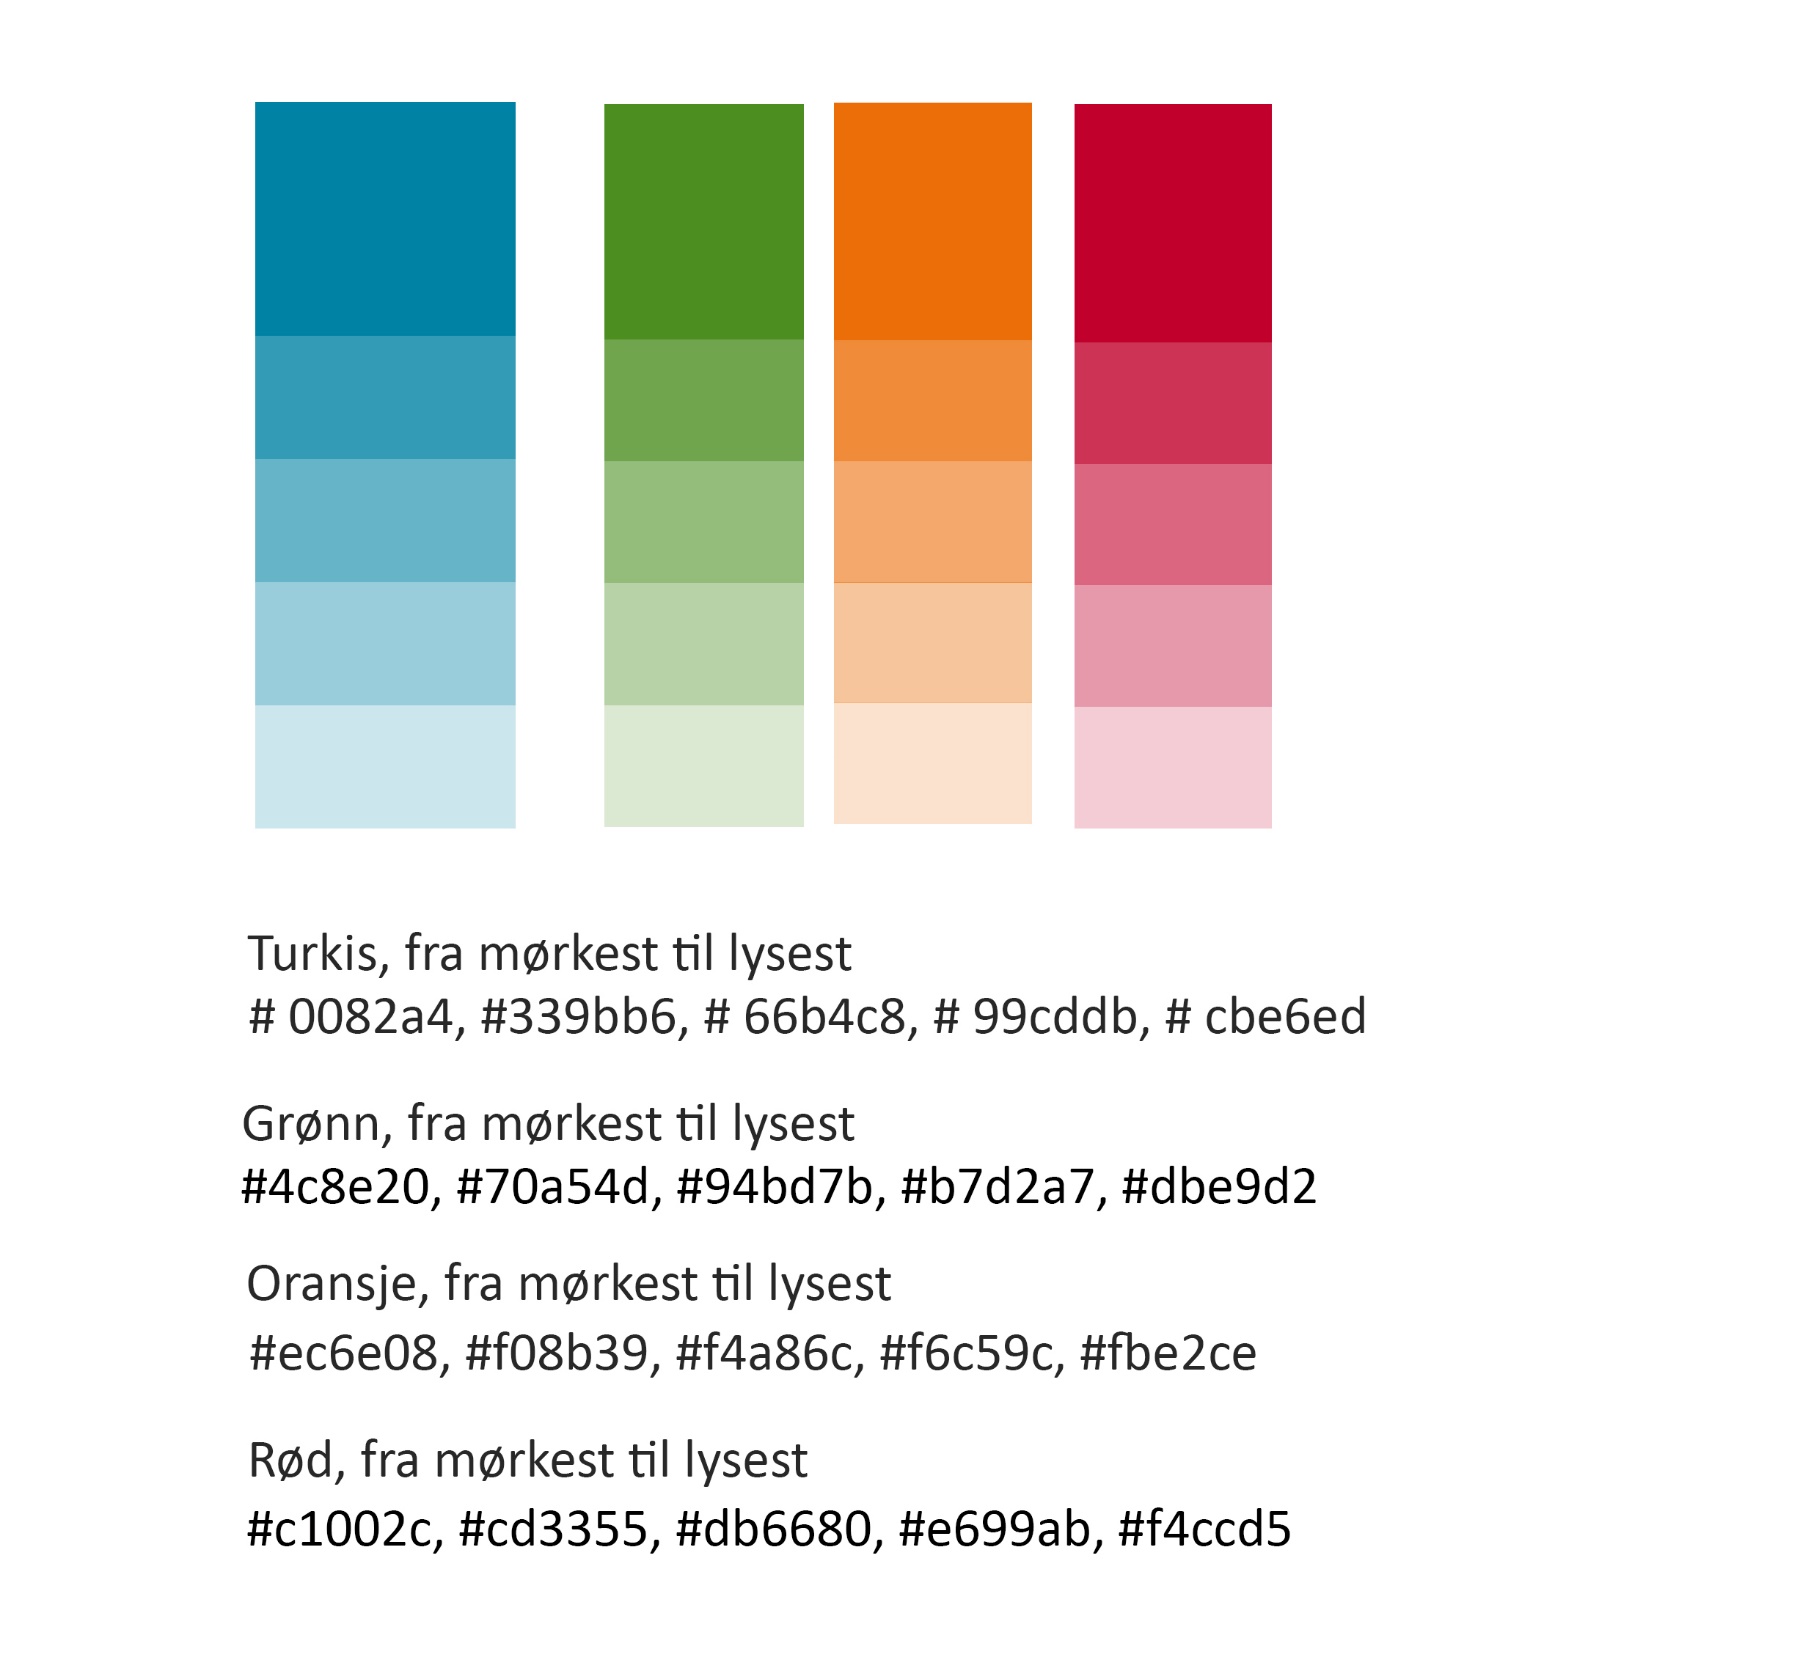 Turkis, fra mørkest til lysest
# 0082a4, #339bb6, # 66b4c8, # 99cddb, # cbe6ed
Grønn, fra mørkest til lysest
#4c8e20, #70a54d, #94bd7b, #b7d2a7, #dbe9d2
Oransje, fra mørkest til lysest
#ec6e08, #f08b39, #f4a86c, #f6c59c, #fbe2ce
Rød, fra mørkest til lysest
#c1002c, #cd3355, #db6680, #e699ab, #f4ccd5